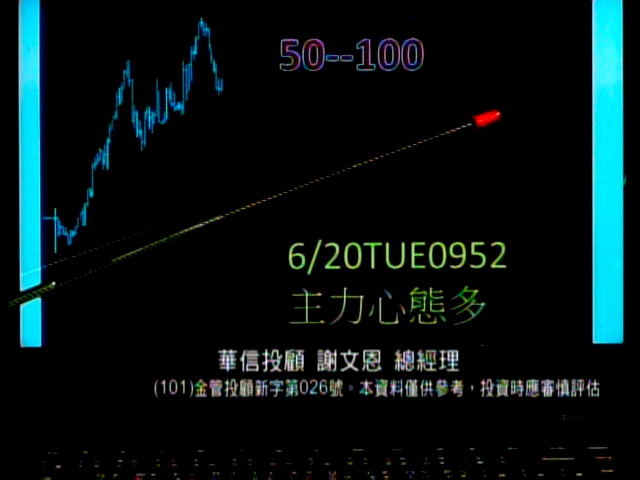 50--100
6/20TUE0952
主力心態多
華信投顧 謝文恩 總經理
(101)金管投顧新字第026號。本資料僅供參考，投資時應審慎評估